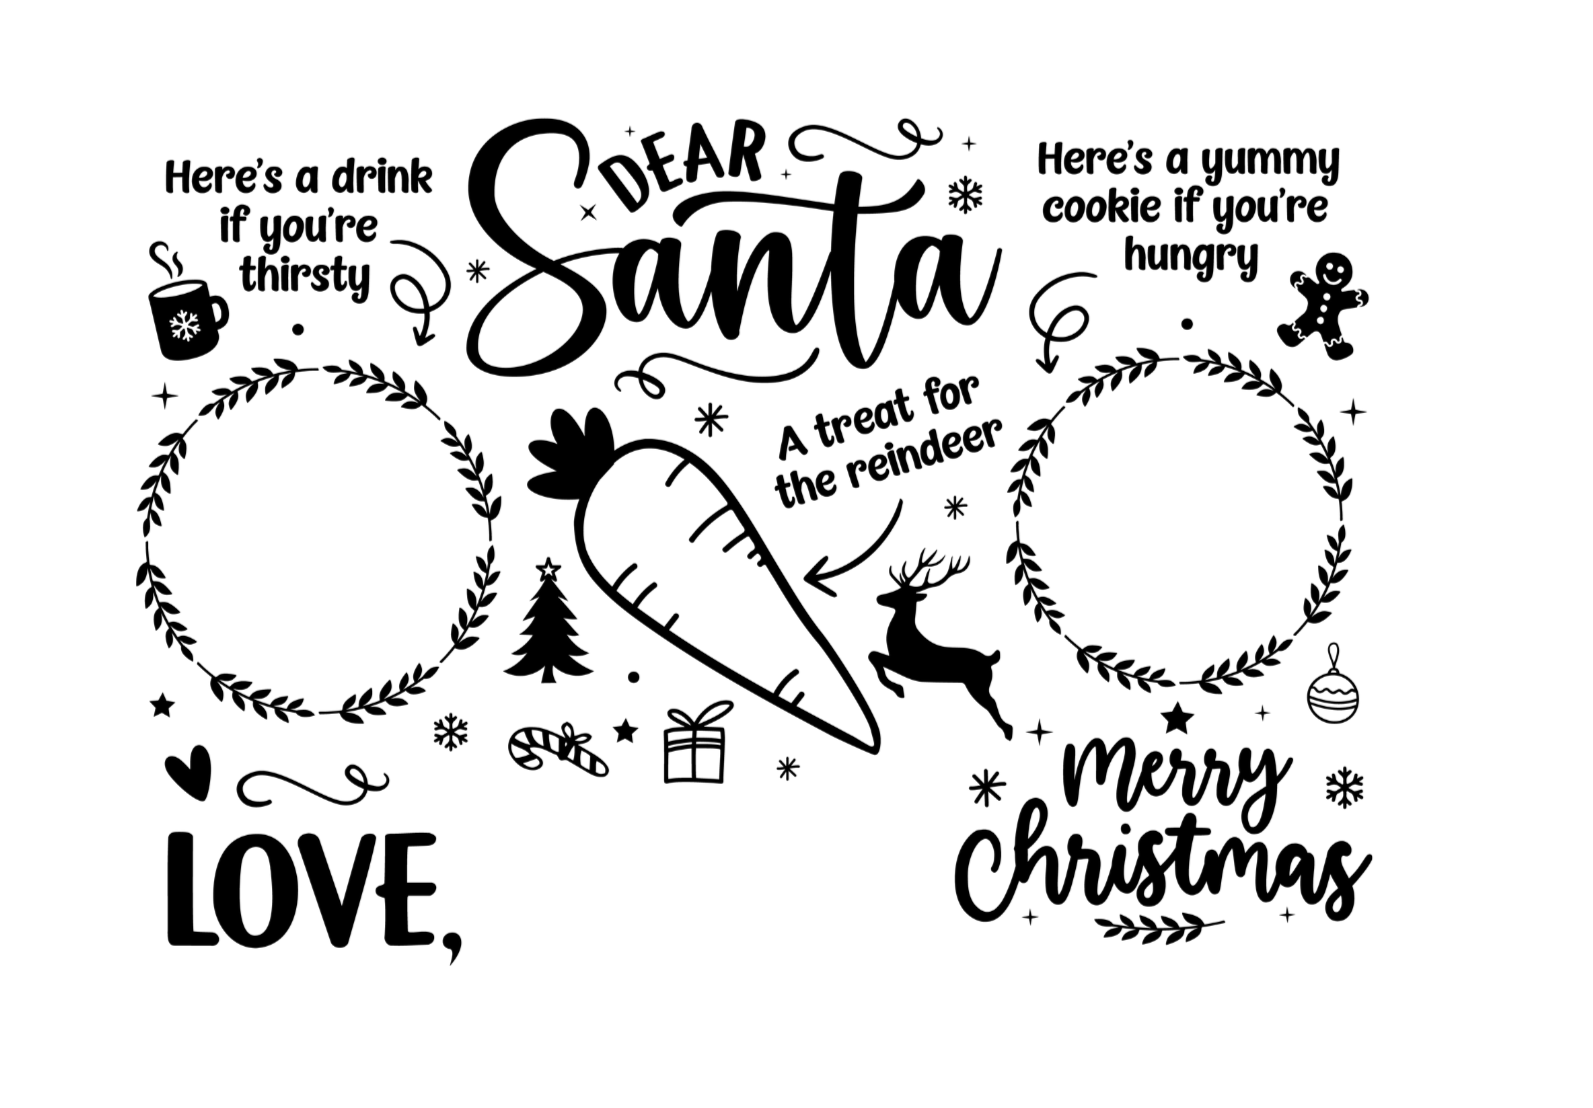 DEAR
Santa
Here's a drink
if you're
thirsty
Here's a yummy
cookie if you're
hungry
A treat for
the reindeer
LOVE,
Merry
Christmas